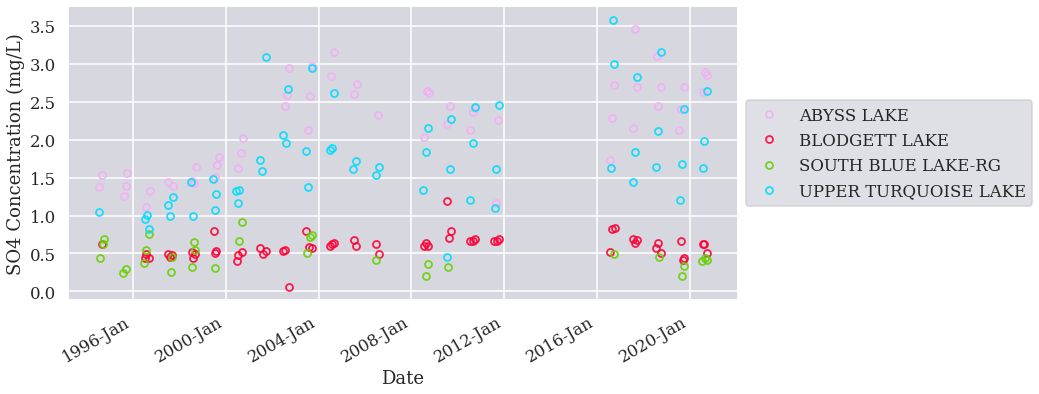 SO4 Concentration (mg/L)
3.5
3.0
2.5
2.0
1.5
1.0
0.5
0.0
1996-Jan
2000-Jan
2004-Jan
2008-Jan
2012-Jan
2016-Jan
2020-Jan
Date
ABYSS LAKE
BLODGETT LAKE
SOUTH BLUE LAKE-RG
UPPER TURQUOISE LAKE